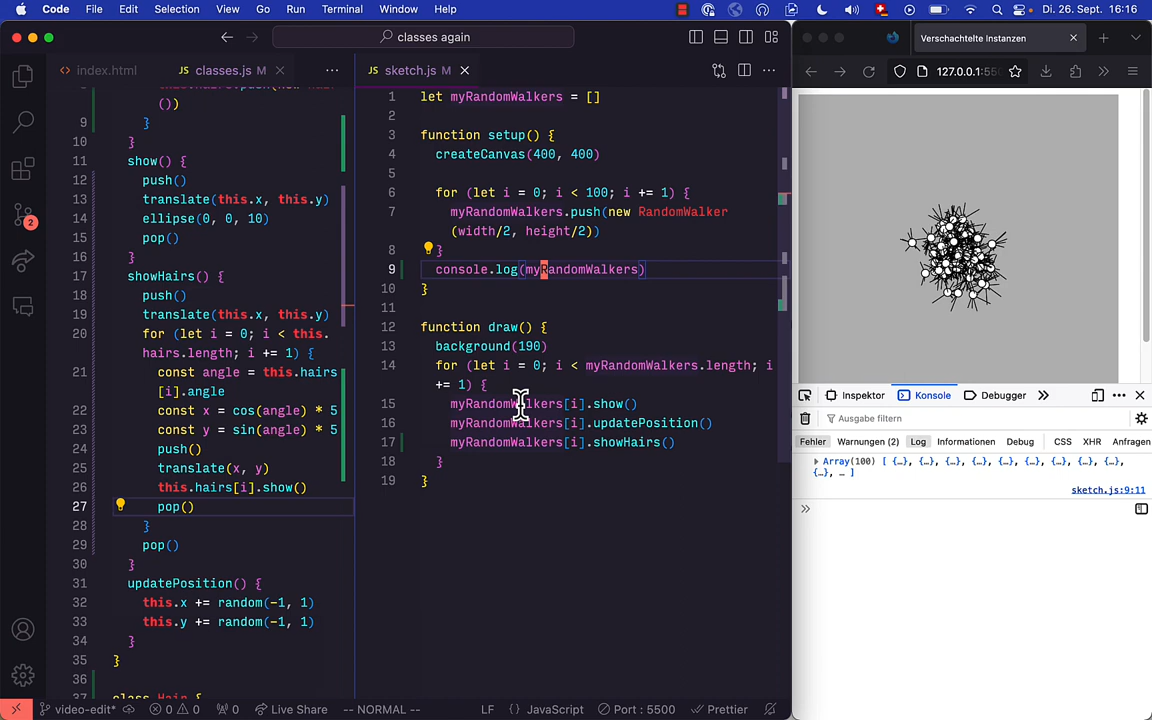 Code File Edit Selection View Go Run Terminal Window Help Di. 26. Sept. 16:16
classes again
index.html classes.js M sketch.js M
())
9 }
10 }
11 show() {
12 push()
13 translate(this.x, this.y)
14 ellipse(0, 0, 10)
15 pop()
16 }
17 showHairs() {
18 push()
19 translate(this.x, this.y)
20 for (let i = 0; i < this.
hairs.length; i += 1) {
21 const angle = this.hairs
[i].angle
22 const x = cos(angle) * 5
23 const y = sin(angle) * 5
24 push()
25 translate(x, y)
26 this.hairs[i].show()
27 pop()
28 }
29 pop()
30 }
31 updatePosition() {
32 this.x += random(-1, 1)
33 this.y += random(-1, 1)
34 }
35 }
36
37 class Hair {
1 let myRandomWalkers = []
2
3 function setup() {
4 createCanvas(400, 400)
5
6 for (let i = 0; i < 100; i += 1) {
7 myRandomWalkers.push(new RandomWalker
(width/2, height/2))
8 }
9 console.log(myRandomWalkers)
10 }
11
12 function draw() {
13 background(190)
14 for (let i = 0; i < myRandomWalkers.length; i
+= 1) {
15 myRandomWalkers[i].show()
16 myRandomWalkers[i].updatePosition()
17 myRandomWalkers[i].showHairs()
18 }
19 }
2
video-edit* 0 0 0 Live Share -- NORMAL -- LF {} JavaScript Port : 5500 Prettier
Verschachtelte Instanzen
127.0.0.1:550
Inspektor Konsole Debugger
Ausgabe filtern
Fehler Warnungen (2) Log Informationen Debug CSS XHR Anfragen
Array(100) [ {…}, {…}, {…}, {…}, {…}, {…}, {…}, {…},
{…}, … ]
sketch.js:9:11